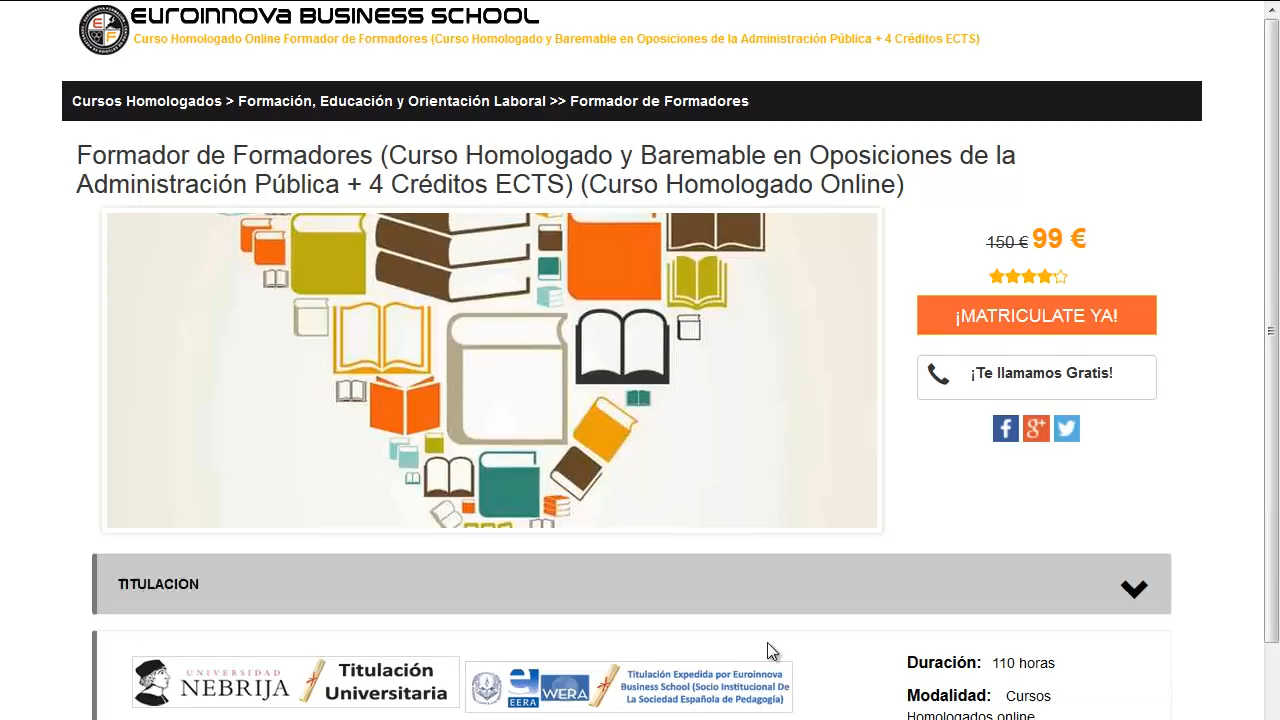 EUROINNOVA BUSINESS SCHOOL
Curso Homologado Online Formador de Formadores (Curso Homologado y Baremable en Oposiciones de la Administración Pública + 4 Créditos ECTS)
Cursos Homologados > Formación, Educación y Orientación Laboral >> Formador de Formadores
Formador de Formadores (Curso Homologado y Baremable en Oposiciones de la
Administración Pública + 4 Créditos ECTS) (Curso Homologado Online)
150 € 99 €
¡MATRICULATE YA!
¡Te llamamos Gratis!
TITULACION
UNIVERSIDAD
NEBRIJA
Titulación
Universitaria
EERA
WERA
Titulación Expedida por Euroinnova
Business School (Socio Institucional De
La Sociedad Española de Pedagogía)
Duración: 110 horas
Modalidad: Cursos
Homologados online